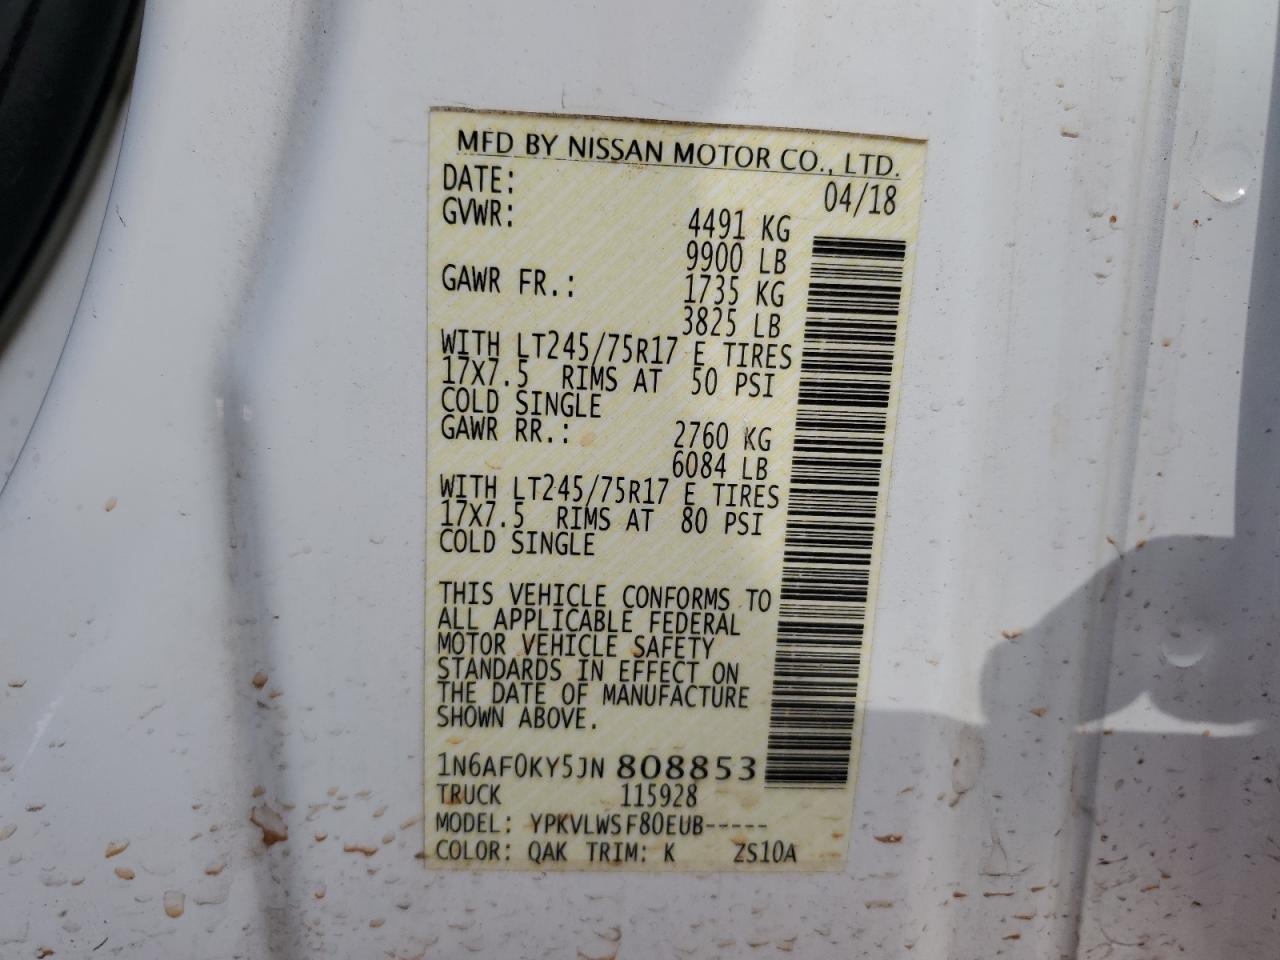 MFD BY NISSAN MOTOR CO., LTD.
DATE: 04/18
GVWR: 4491 KG
9900 LB
GAWR FR.: 1735 KG
3825 LB
WITH LT245/75R17 E TIRES
17X7.5 RIMS AT 50 PSI
COLD SINGLE
GAWR RR.: 2760 KG
6084 LB
WITH LT245/75R17 E TIRES
17X7.5 RIMS AT 80 PSI
COLD SINGLE
THIS VEHICLE CONFORMS TO
ALL APPLICABLE FEDERAL
MOTOR VEHICLE SAFETY
STANDARDS IN EFFECT ON
THE DATE OF MANUFACTURE
SHOWN ABOVE.
1N6AF0KY5JN 808853
TRUCK 115928
MODEL: YPKVLWSF80EUB-----
COLOR: QAK TRIM: K ZS10A